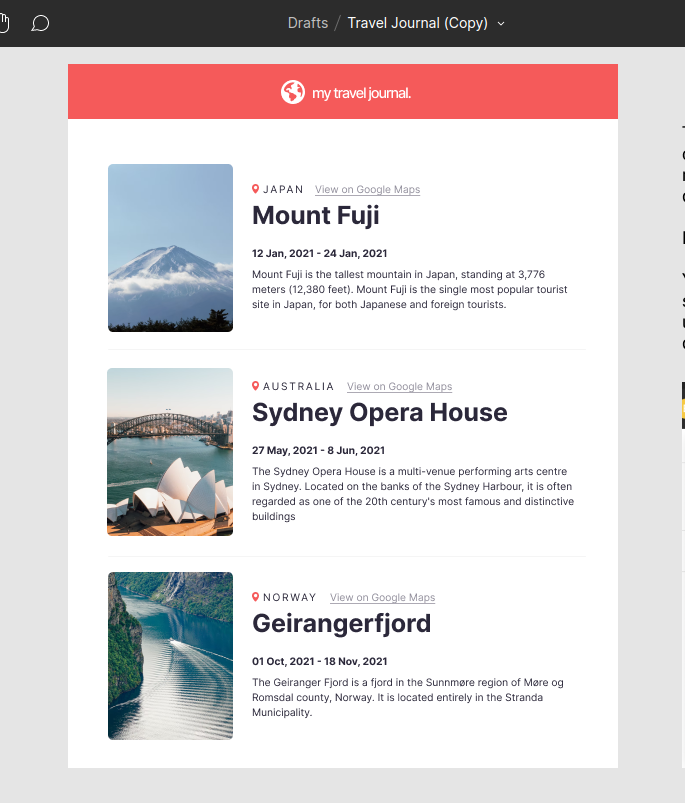 Drafts / Travel Journal (Copy)
my travel journal.
JAPAN View on Google Maps
Mount Fuji
12 Jan, 2021 - 24 Jan, 2021
Mount Fuji is the tallest mountain in Japan, standing at 3,776
meters (12,380 feet). Mount Fuji is the single most popular tourist
site in Japan, for both Japanese and foreign tourists.
AUSTRALIA View on Google Maps
Sydney Opera House
27 May, 2021 - 8 Jun, 2021
The Sydney Opera House is a multi-venue performing arts centre
in Sydney. Located on the banks of the Sydney Harbour, it is often
regarded as one of the 20th century's most famous and distinctive
buildings
NORWAY View on Google Maps
Geirangerfjord
01 Oct, 2021 - 18 Nov, 2021
The Geiranger Fjord is a fjord in the Sunnmøre region of Møre og
Romsdal county, Norway. It is located entirely in the Stranda
Municipality.